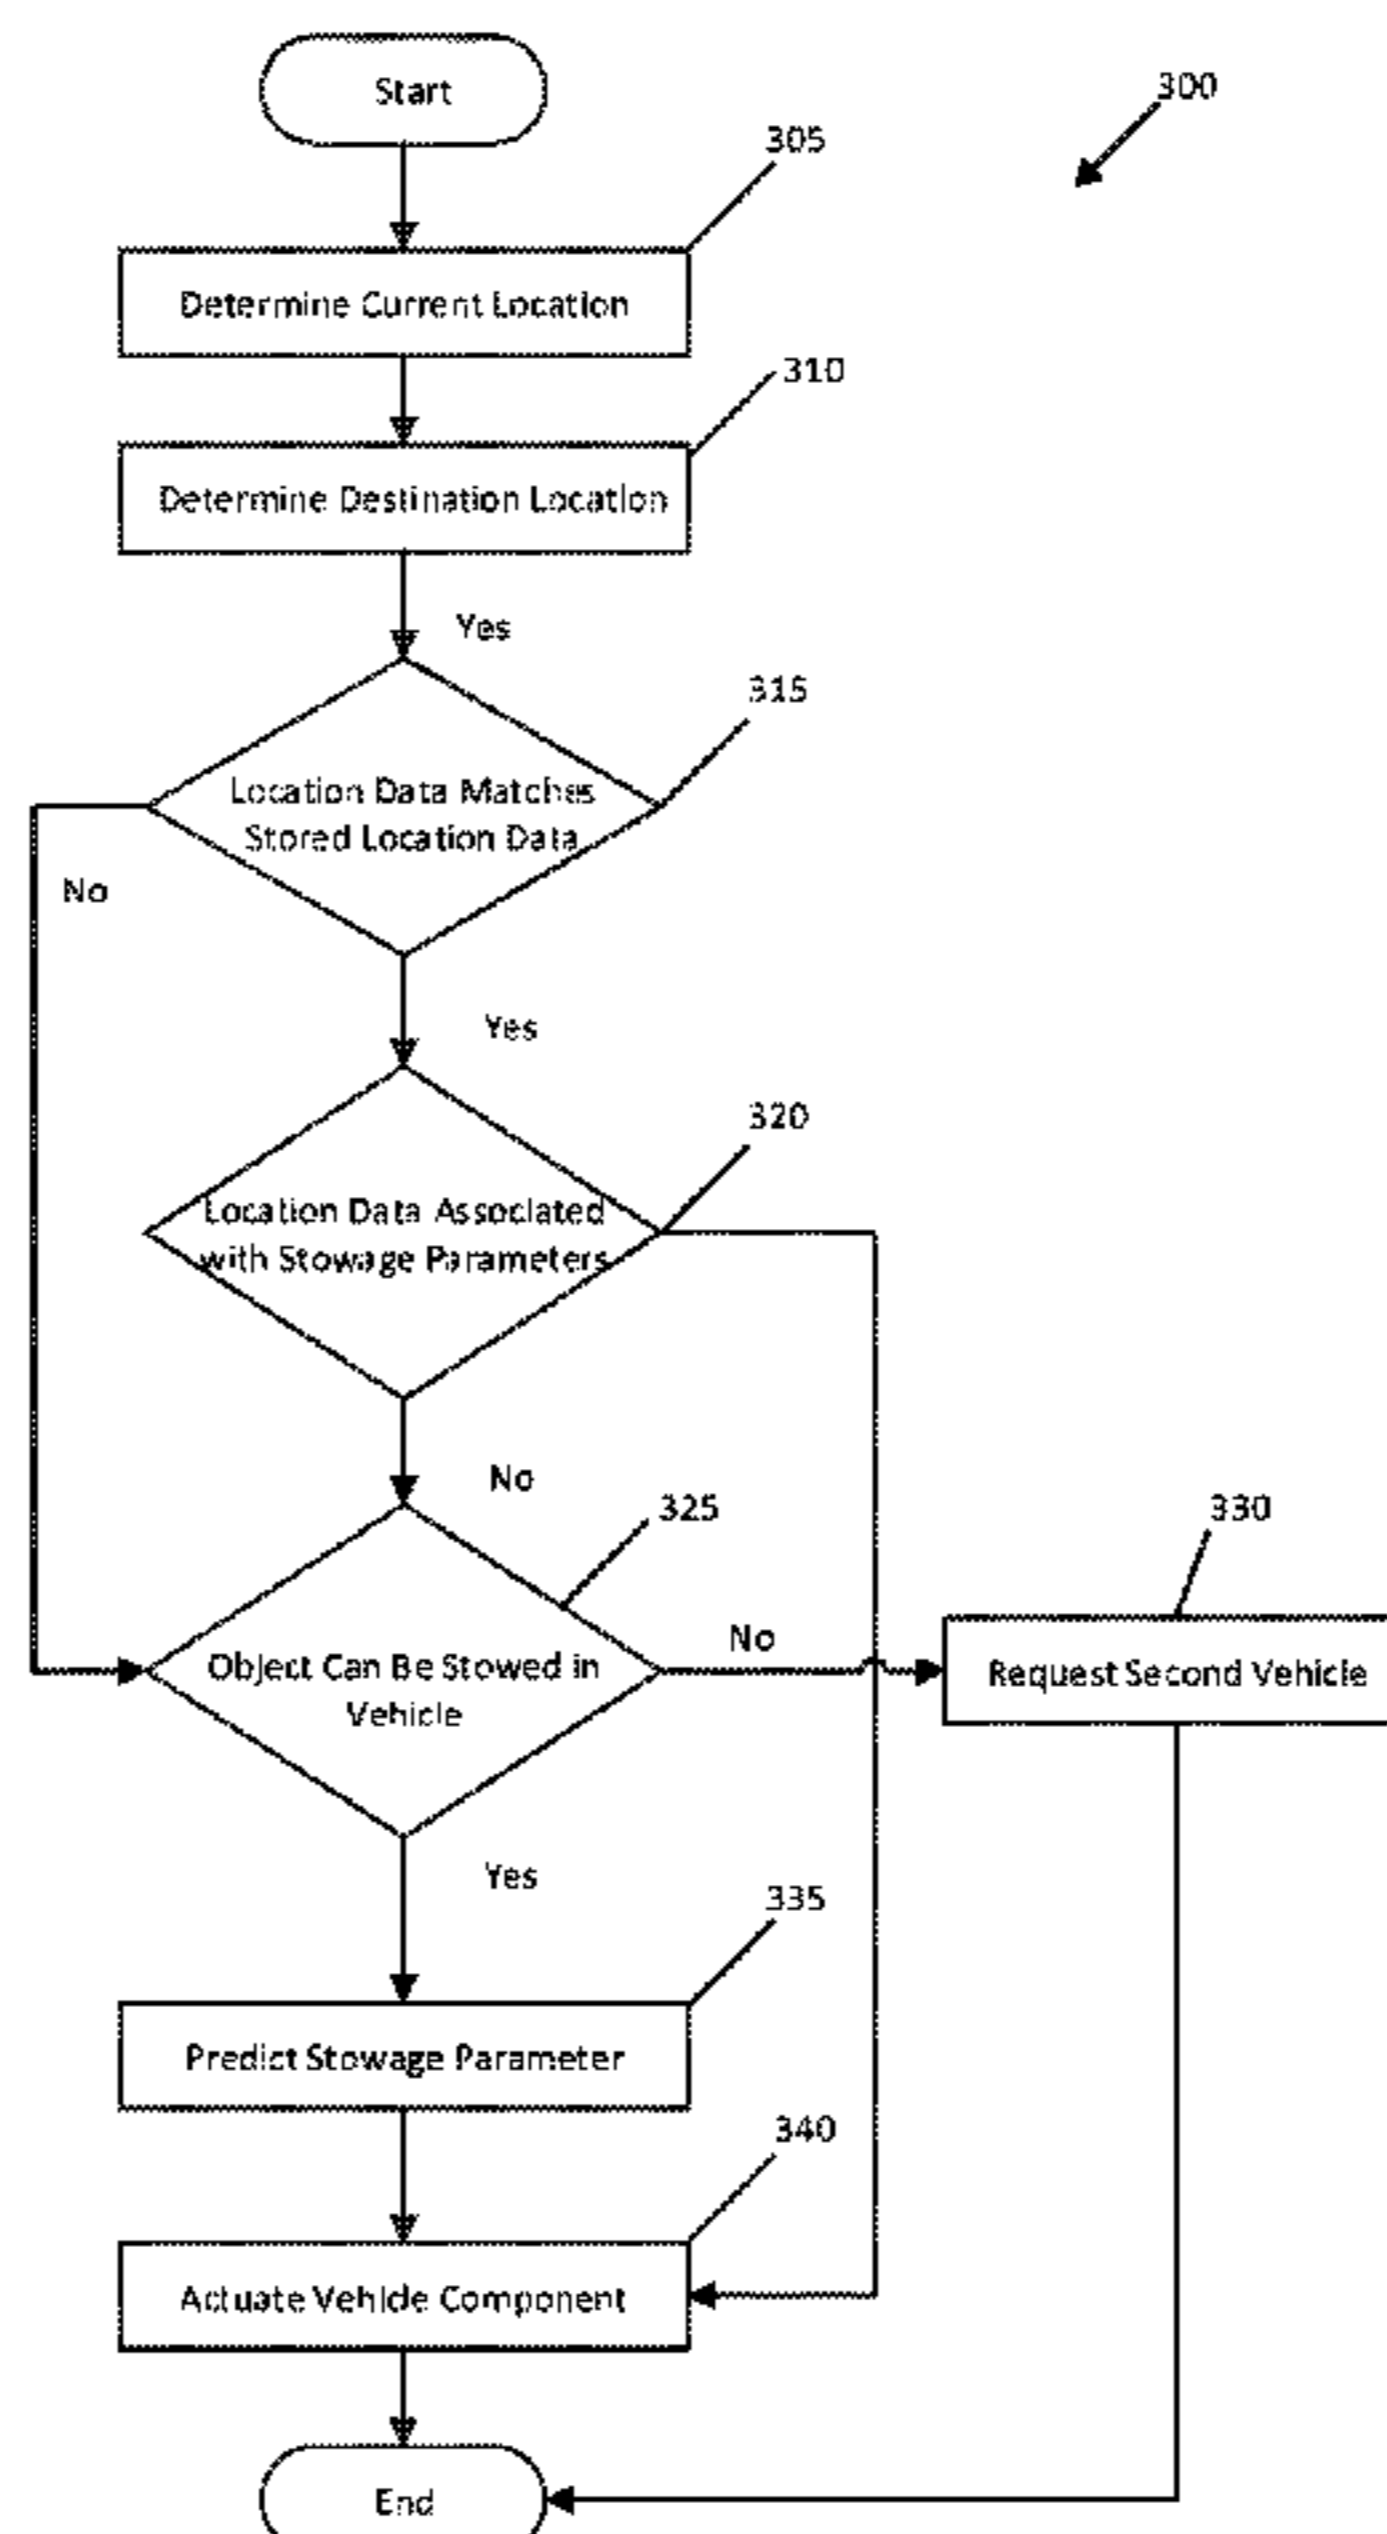 Start
300
305
Determine Current Location
310
Determine Destination Location
Yes
315
Location Data Matches
Stored Location Data
No
Yes
320
Location Data Associated
with Stowage Parameters
No
325
330
Object Can Be Stowed in
Vehicle
No
Request Second Vehicle
Yes
335
Predict Stowage Parameter
340
Actuate Vehicle Component
End